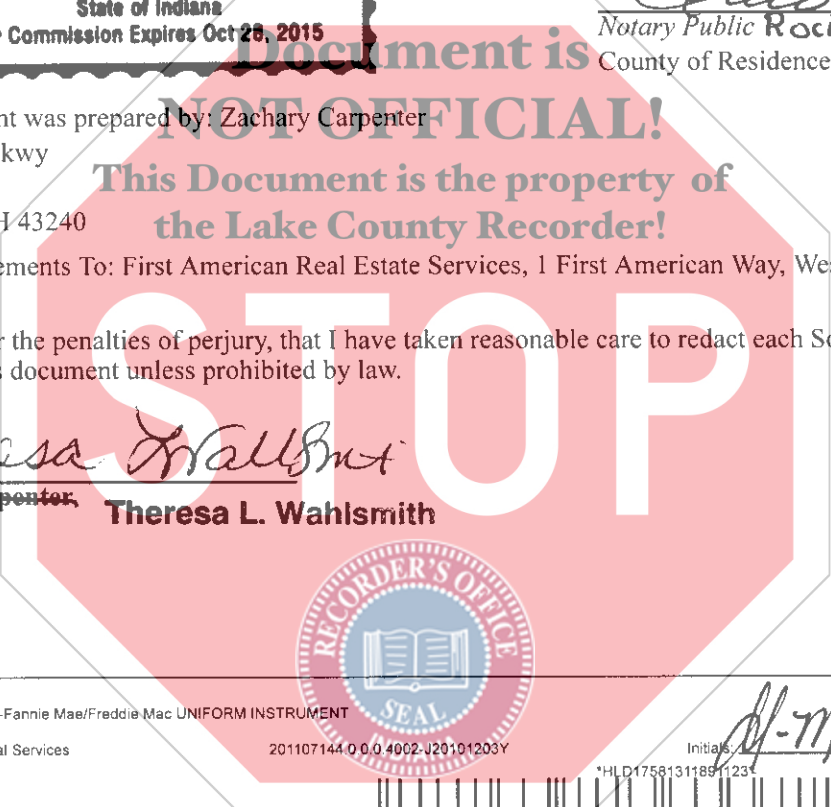 State of Indiana
Commission Expires Oct 28, 2015
Notary Public
County of Residence
Document is
NOT OFFICIAL!
This Document is the property of
the Lake County Recorder!
nt was prepared by: Zachary Carpenter
kwy
H 43240
ements To: First American Real Estate Services, 1 First American Way, Wes
r the penalties of perjury, that I have taken reasonable care to redact each So
s document unless prohibited by law.
STOP
penter,
Theresa L. Wahlsmith
RECORDER'S OFFICE
SEAL
INDIANA
-Fannie Mae/Freddie Mac UNIFORM INSTRUMENT
al Services
201107144.0.0.0.4002-J20101203Y
Initials:
*HLD17581311891123*